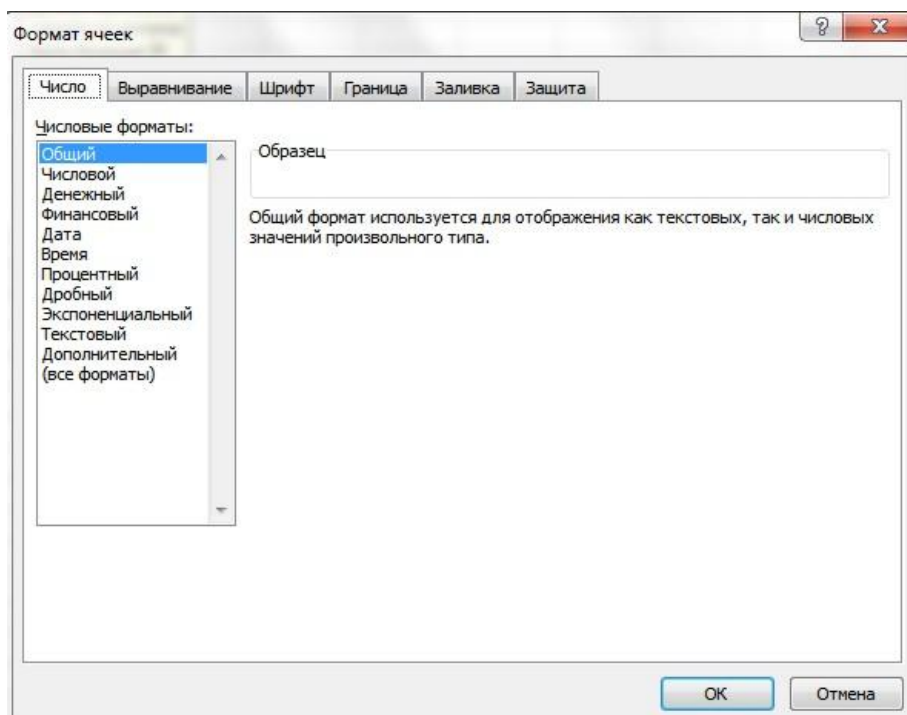 Формат ячеек
Число Выравнивание Шрифт Граница Заливка Защита
Числовые форматы:
Общий
Числовой
Денежный
Финансовый
Дата
Время
Процентный
Дробный
Экспоненциальный
Текстовый
Дополнительный
(все форматы)
Образец
Общий формат используется для отображения как текстовых, так и числовых
значений произвольного типа.
ОК Отмена